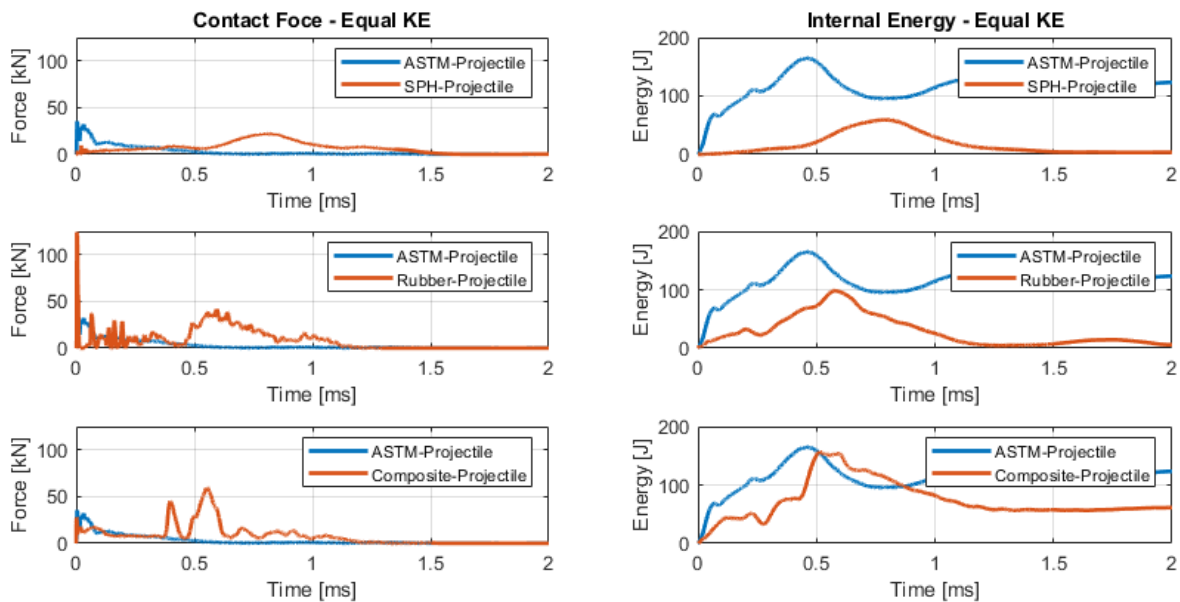 Contact Foce - Equal KE
Force [kN]
100
50
0
ASTM-Projectile
SPH-Projectile
0 0.5 1 1.5 2
Time [ms]
Internal Energy - Equal KE
Energy [J]
200
100
0
ASTM-Projectile
SPH-Projectile
0 0.5 1 1.5 2
Time [ms]
Force [kN]
100
50
0
ASTM-Projectile
Rubber-Projectile
0 0.5 1 1.5 2
Time [ms]
Energy [J]
200
100
0
ASTM-Projectile
Rubber-Projectile
0 0.5 1 1.5 2
Time [ms]
Force [kN]
100
50
0
ASTM-Projectile
Composite-Projectile
0 0.5 1 1.5 2
Time [ms]
Energy [J]
200
100
0
ASTM-Projectile
Composite-Projectile
0 0.5 1 1.5 2
Time [ms]